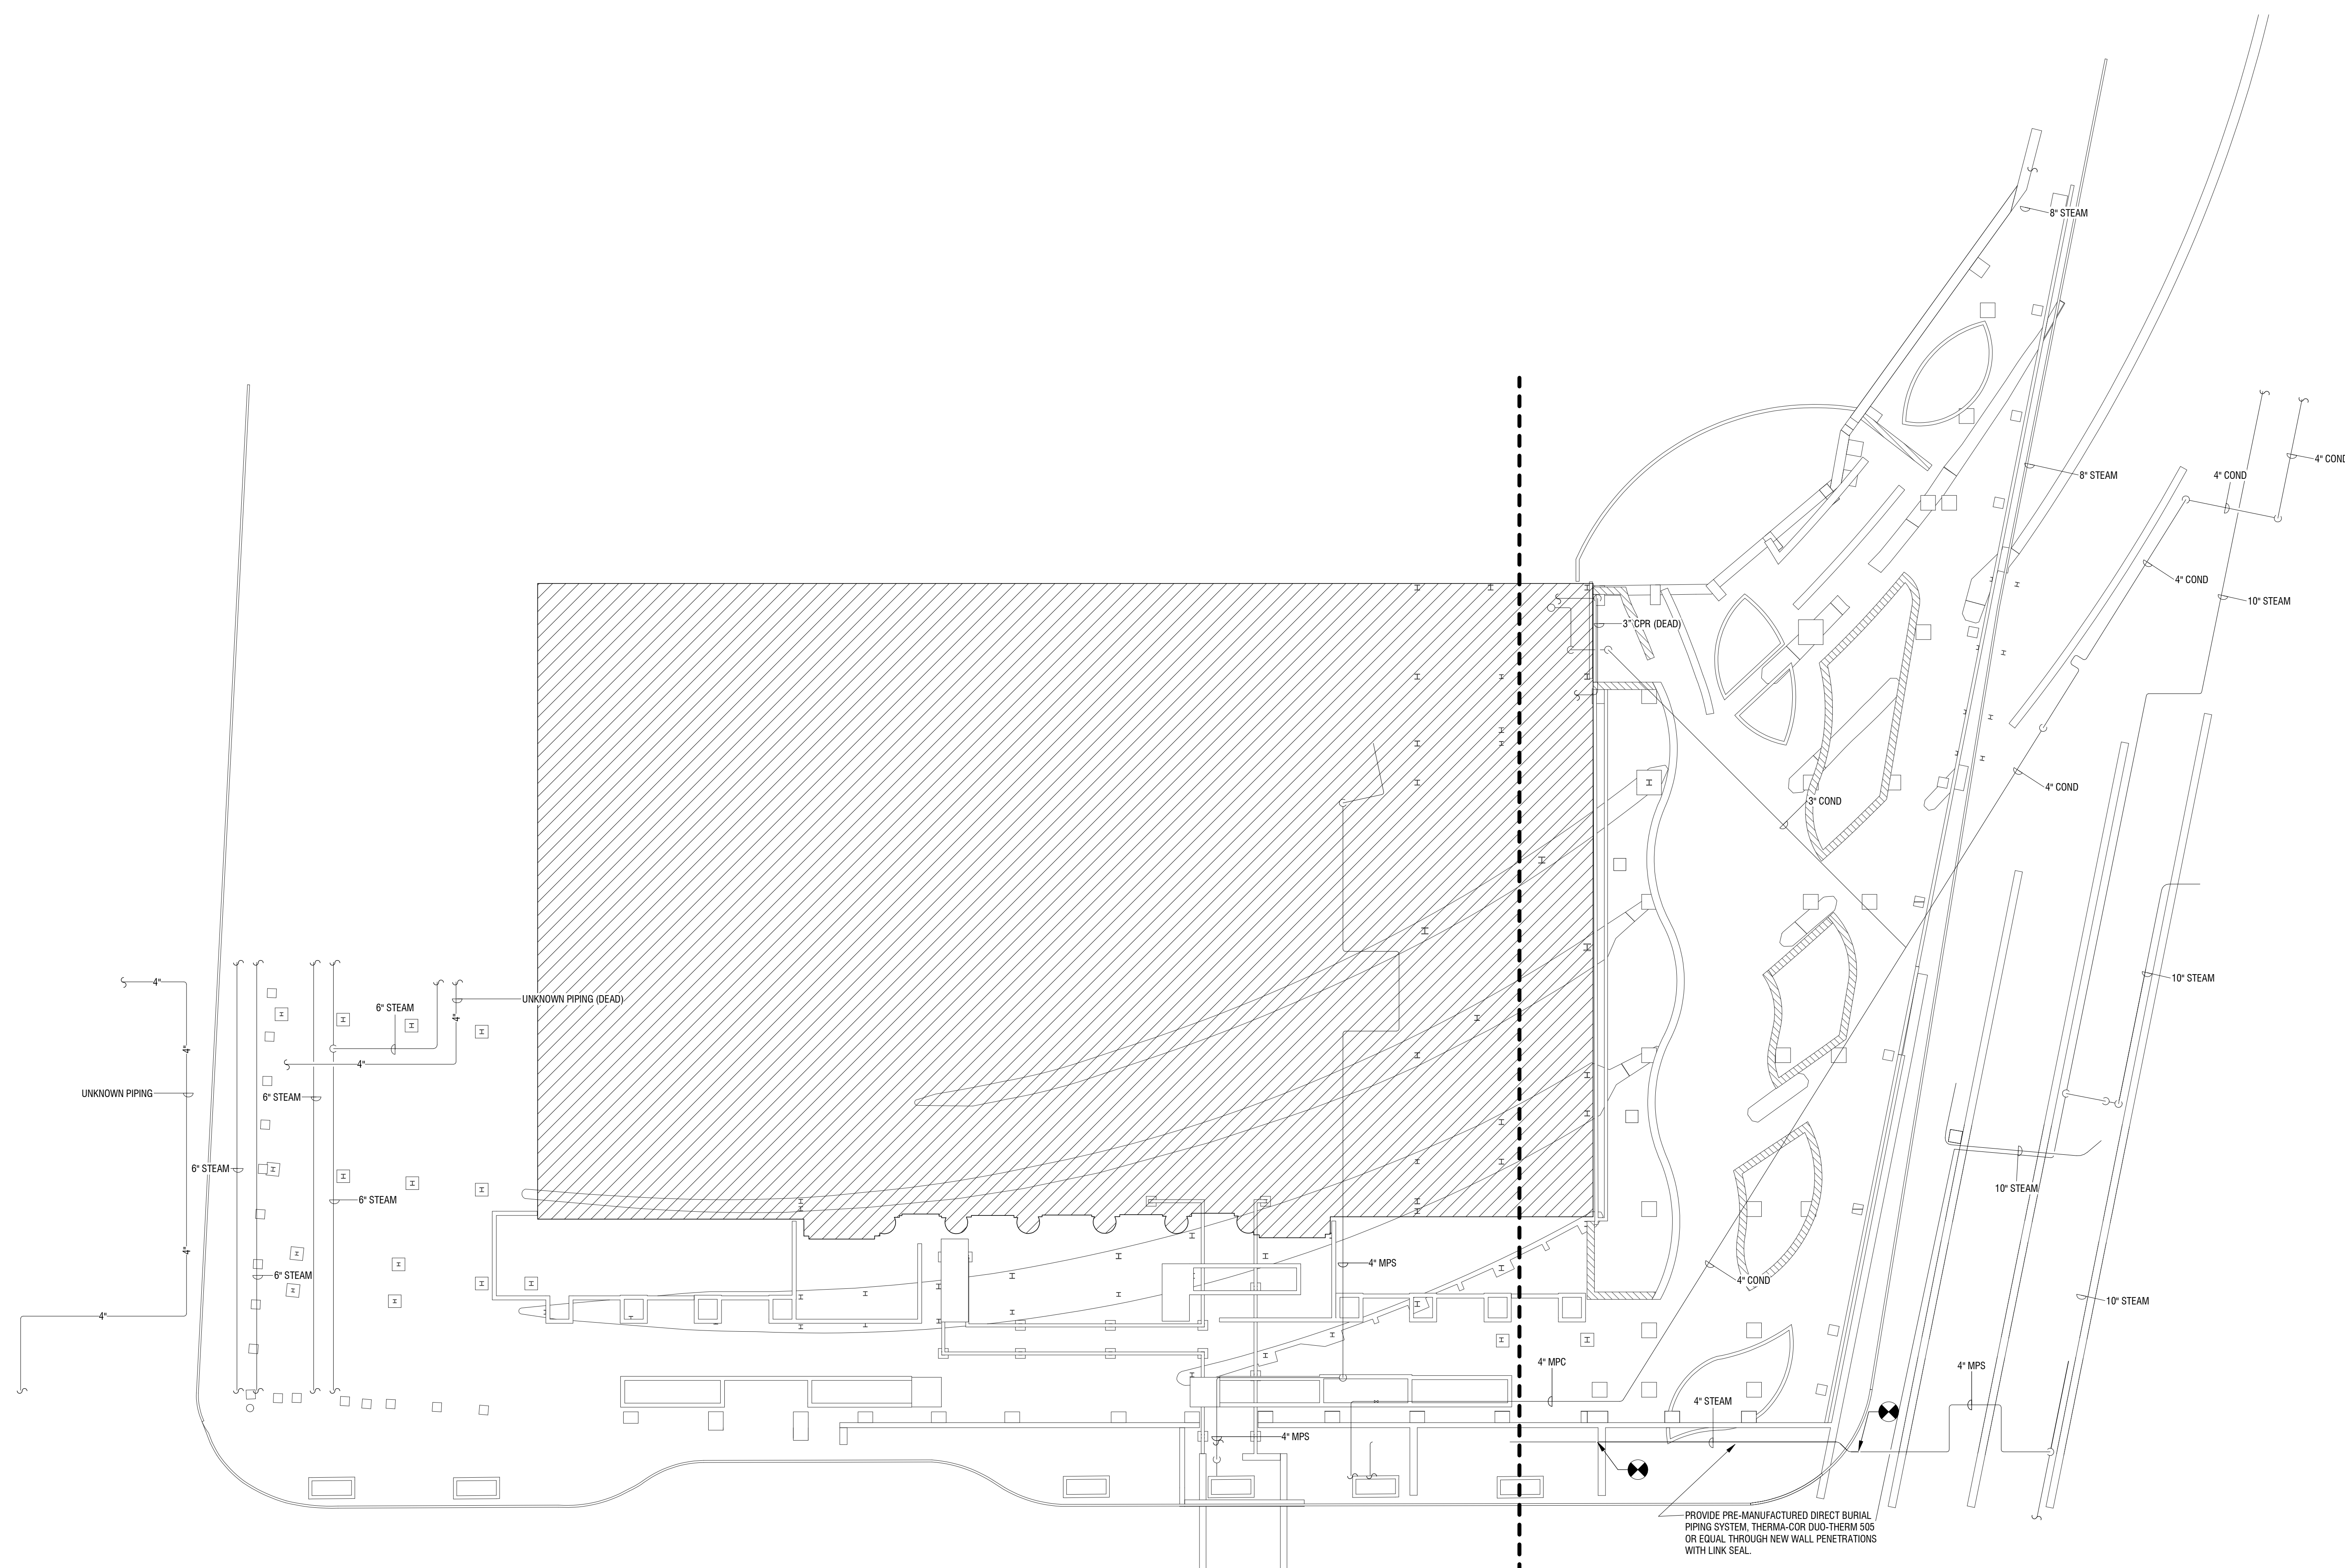 8" STEAM
4" COND
4" COND
8" STEAM
4" COND
10" STEAM
3" CPR (DEAD)
4" COND
3" COND
10" STEAM
4"
UNKNOWN PIPING (DEAD)
6" STEAM
4"
4"
4"
UNKNOWN PIPING
6" STEAM
6" STEAM
10" STEAM
6" STEAM
4"
4" MPS
6" STEAM
4" COND
10" STEAM
4"
4" MPC
4" MPS
4" STEAM
4" MPS
PROVIDE PRE-MANUFACTURED DIRECT BURIAL
PIPING SYSTEM, THERMA-COR DUO-THERM 505
OR EQUAL THROUGH NEW WALL PENETRATIONS
WITH LINK SEAL.